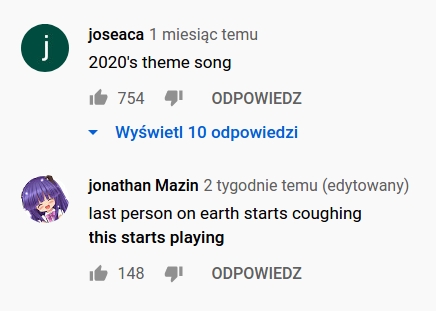 j
joseaca 1 miesiąc temu
2020's theme song
754 ODPOWIEDZ
Wyświetl 10 odpowiedzi
jonathan Mazin 2 tygodnie temu (edytowany)
last person on earth starts coughing
this starts playing
148 ODPOWIEDZ